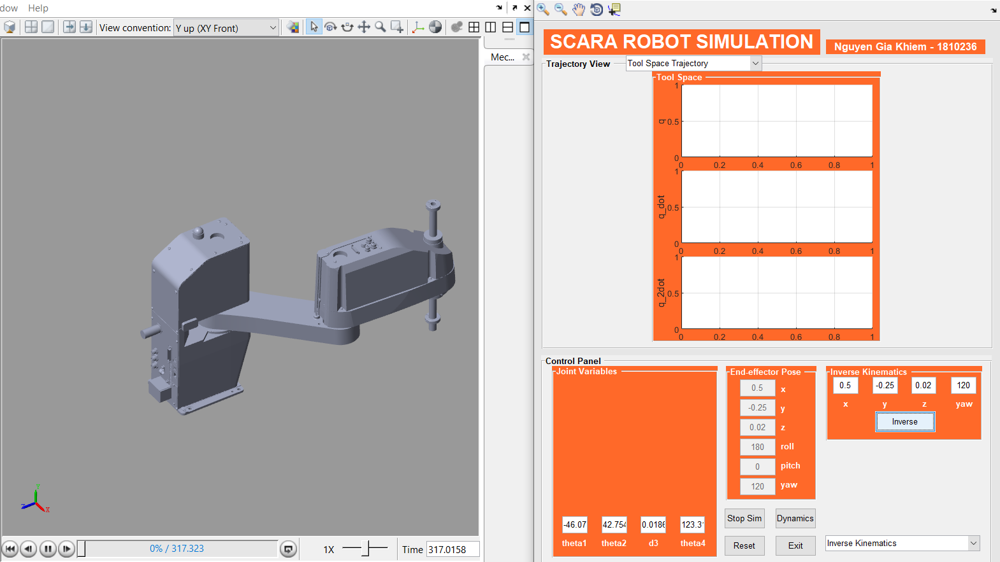 dow Help
View convention: Y up (XY Front)
Mec...
SCARA ROBOT SIMULATION
Nguyen Gia Khiem - 1810236
Trajectory View
Tool Space Trajectory
Tool Space
1
q
0.5
0
0 0.2 0.4 0.6 0.8 1
1
q_dot
0.5
0
0 0.2 0.4 0.6 0.8 1
1
q_2dot
0.5
0
0 0.2 0.4 0.6 0.8 1
y
z
x
0% / 317.323
1X
Time 317.0158
Control Panel
Joint Variables
-46.07 42.754 0.0186 123.31
theta1 theta2 d3 theta4
End-effector Pose
0.5 x
-0.25 y
0.02 z
180 roll
0 pitch
120 yaw
Inverse Kinematics
0.5 -0.25 0.02 120
x y z yaw
Inverse
Stop Sim Dynamics
Reset Exit
Inverse Kinematics